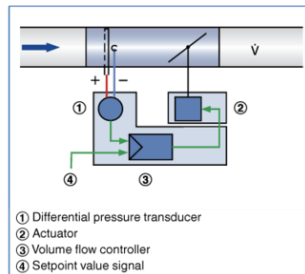 V̇
+ −
①
②
④
③
① Differential pressure transducer
② Actuator
③ Volume flow controller
④ Setpoint value signal